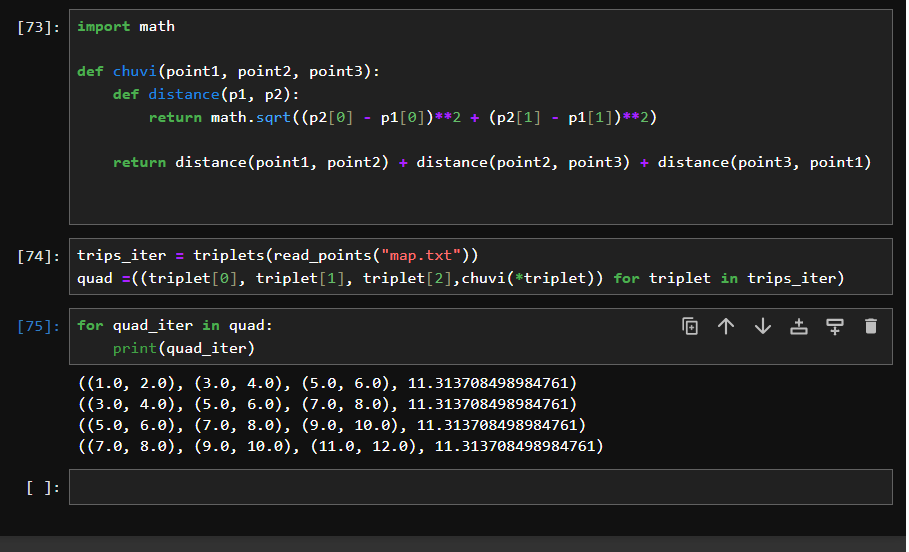 [73]: import math
def chuvi(point1, point2, point3):
    def distance(p1, p2):
        return math.sqrt((p2[0] - p1[0])**2 + (p2[1] - p1[1])**2)
    return distance(point1, point2) + distance(point2, point3) + distance(point3, point1)
[74]: trips_iter = triplets(read_points("map.txt"))
quad =((triplet[0], triplet[1], triplet[2],chuvi(*triplet)) for triplet in trips_iter)
[75]: for quad_iter in quad:
    print(quad_iter)
((1.0, 2.0), (3.0, 4.0), (5.0, 6.0), 11.313708498984761)
((3.0, 4.0), (5.0, 6.0), (7.0, 8.0), 11.313708498984761)
((5.0, 6.0), (7.0, 8.0), (9.0, 10.0), 11.313708498984761)
((7.0, 8.0), (9.0, 10.0), (11.0, 12.0), 11.313708498984761)
[ ]: